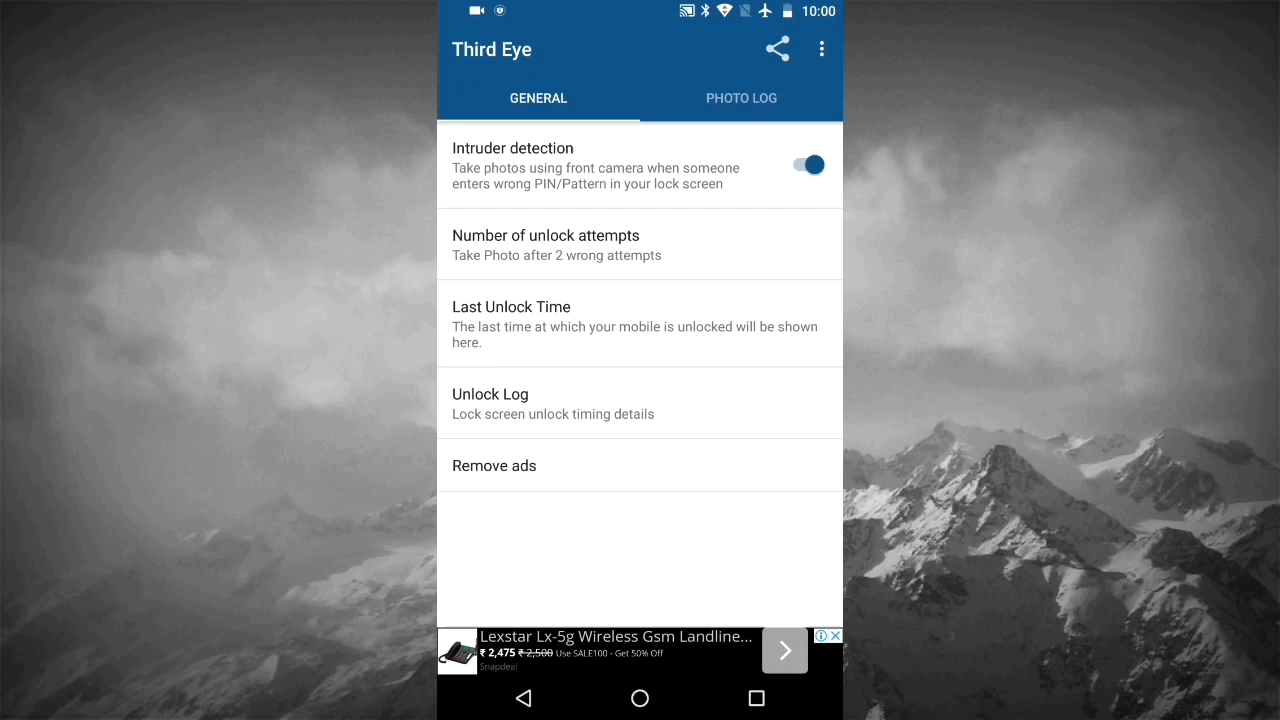 10:00
Third Eye
GENERAL
PHOTO LOG
Intruder detection
Take photos using front camera when someone
enters wrong PIN/Pattern in your lock screen
Number of unlock attempts
Take Photo after 2 wrong attempts
Last Unlock Time
The last time at which your mobile is unlocked will be shown
here.
Unlock Log
Lock screen unlock timing details
Remove ads
Lexstar Lx-5g Wireless Gsm Landline...
₹ 2,475 ₹ 2,500 Use SALE100 - Get 50% Off
Snapdeal